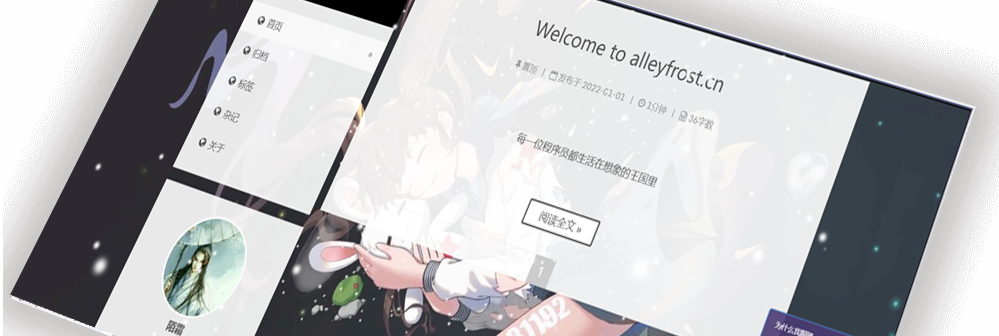 首页
归档
标签
杂记
关于
陌霜
Welcome to alleyfrost.cn
置顶 | 发布于 2022-01-01 | 1分钟 | 36字数
每一位程序员都生活在想象的王国里
阅读全文 »
1
01192